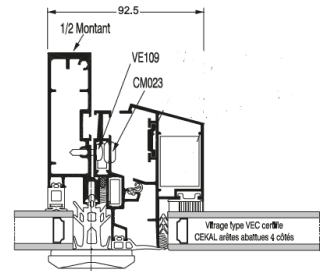 92.5
1/2 Montant
VE109
CM023
Vitrage type VEC certifié
CEKAL arêtes abattues 4 côtés